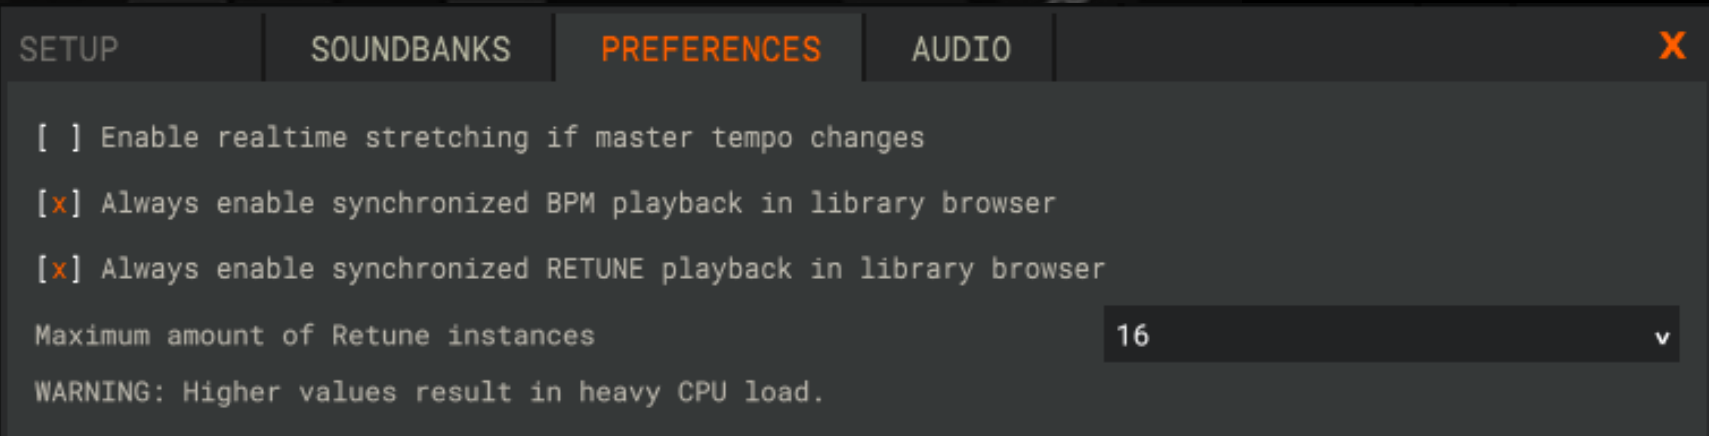 SETUP SOUNDBANKS PREFERENCES AUDIO X
[ ] Enable realtime stretching if master tempo changes
[x] Always enable synchronized BPM playback in library browser
[x] Always enable synchronized RETUNE playback in library browser
Maximum amount of Retune instances 16 v
WARNING: Higher values result in heavy CPU load.